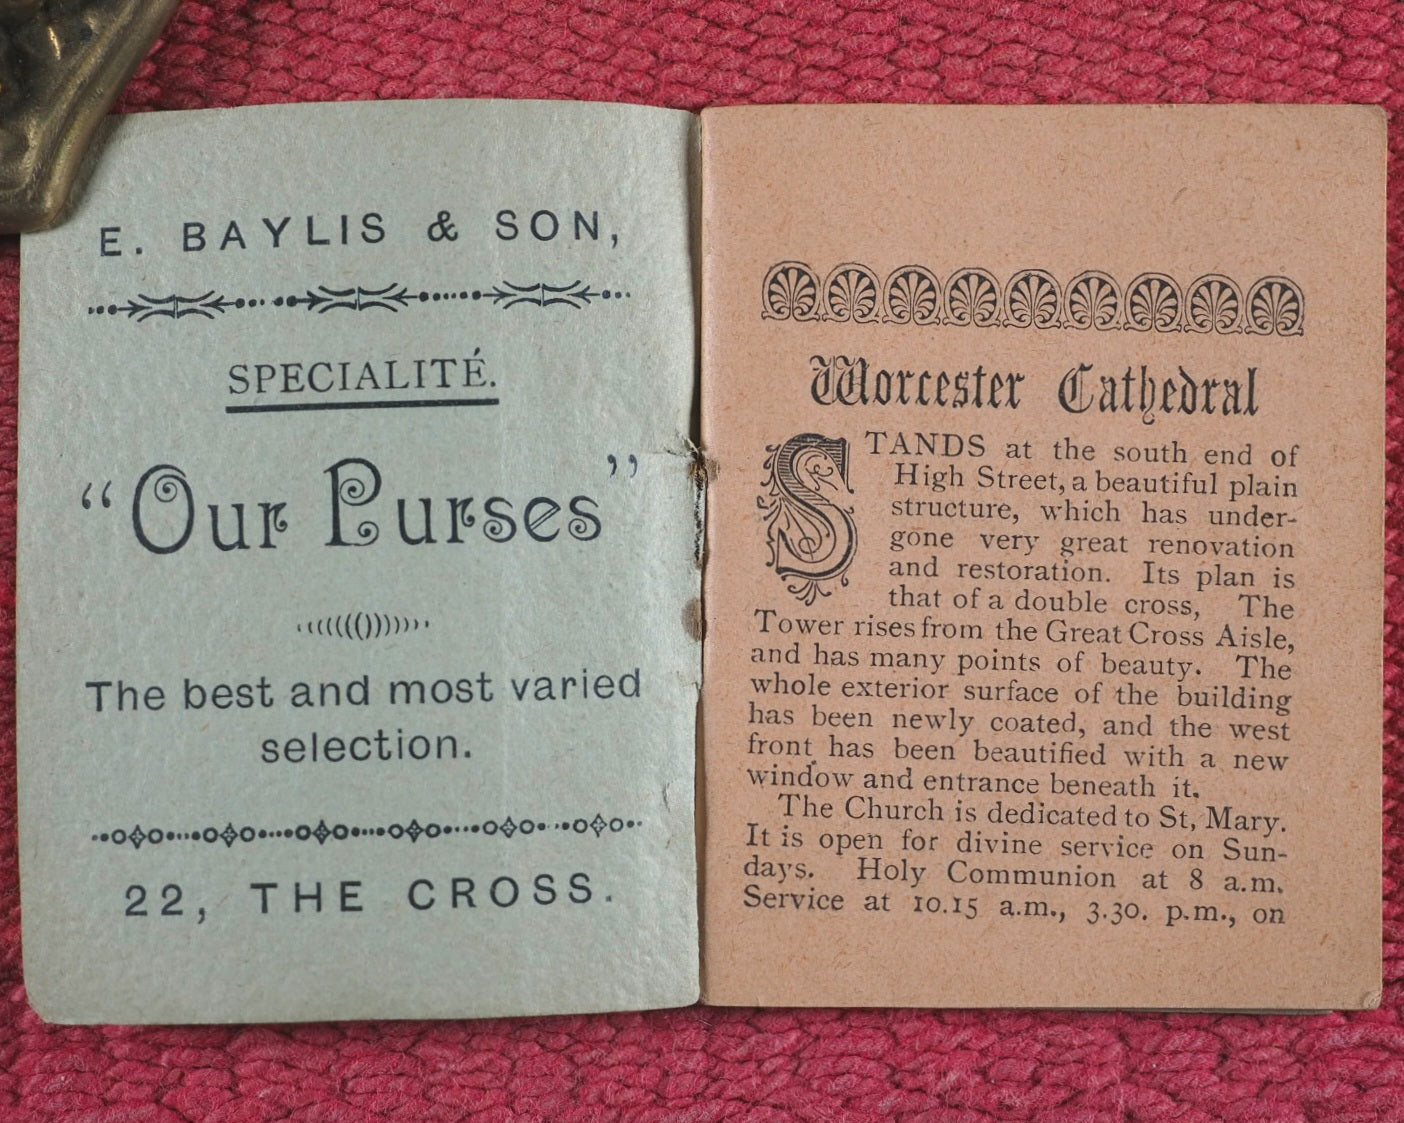 E. BAYLIS & SON,
SPECIALITÉ.
“Our Purses”
The best and most varied
selection.
22, THE CROSS.
Worcester Cathedral
STANDS at the south end of
High Street, a beautiful plain
structure, which has under-
gone very great renovation
and restoration. Its plan is
that of a double cross, The
Tower rises from the Great Cross Aisle,
and has many points of beauty. The
whole exterior surface of the building
has been newly coated, and the west
front has been beautified with a new
window and entrance beneath it.
The Church is dedicated to St, Mary.
It is open for divine service on Sun-
days. Holy Communion at 8 a.m.
Service at 10.15 a.m., 3.30. p.m., on